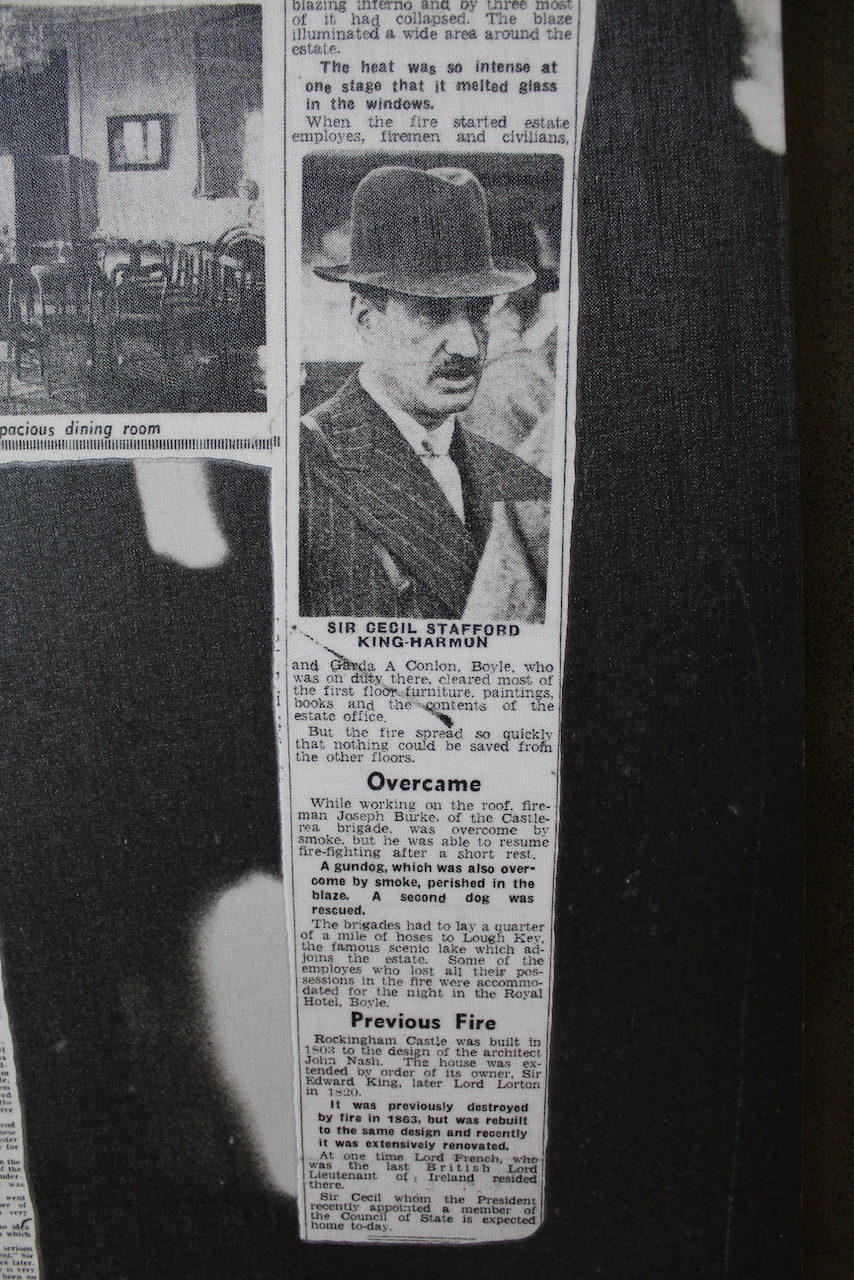 blazing inferno and by three most
of it had collapsed. The blaze
illuminated a wide area around the
estate.
The heat was so intense at
one stage that it melted glass
in the windows.
When the fire started estate
employes, firemen and civilians,
pacious dining room
SIR CECIL STAFFORD
KING-HARMON
and Garda A Conlon, Boyle, who
was on duty there, cleared most of
the first floor furniture, paintings,
books and the contents of the
estate office.
But the fire spread so quickly
that nothing could be saved from
the other floors.
Overcame
While working on the roof, fire-
man Joseph Burke, of the Castle-
rea brigade, was overcome by
smoke, but he was able to resume
fire-fighting after a short rest.
A gundog, which was also over-
come by smoke, perished in the
blaze. A second dog was
rescued.
The brigades had to lay a quarter
of a mile of hoses to Lough Key,
the famous scenic lake which ad-
joins the estate. Some of the
employes who lost all their pos-
sessions in the fire were accommo-
dated for the night in the Royal
Hotel, Boyle.
Previous Fire
Rockingham Castle was built in
1803 to the design of the architect
John Nash. The house was ex-
tended by order of its owner, Sir
Edward King, later Lord Lorton
in 1820.
It was previously destroyed
by fire in 1863, but was rebuilt
to the same design and recently
it was extensively renovated.
At one time Lord French, who
was the last British Lord
Lieutenant of Ireland resided
there.
Sir Cecil whom the President
recently appointed a member of
the Council of State is expected
home to-day.